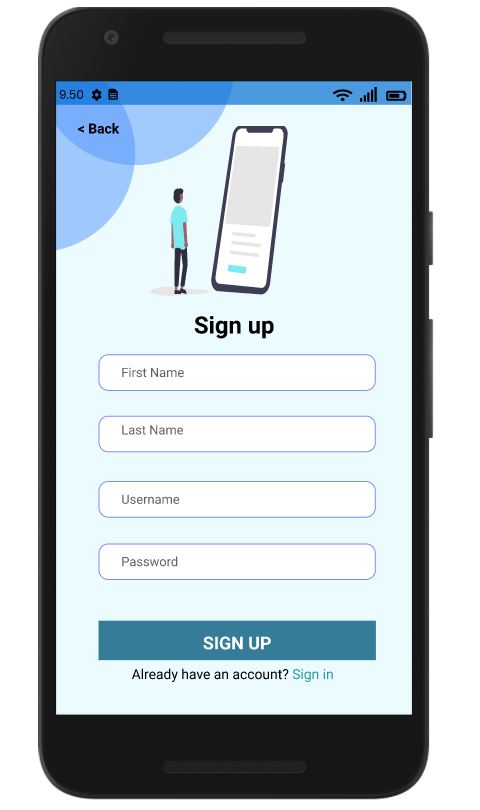 9.50
< Back
Sign up
First Name
Last Name
Username
Password
SIGN UP
Already have an account? Sign in